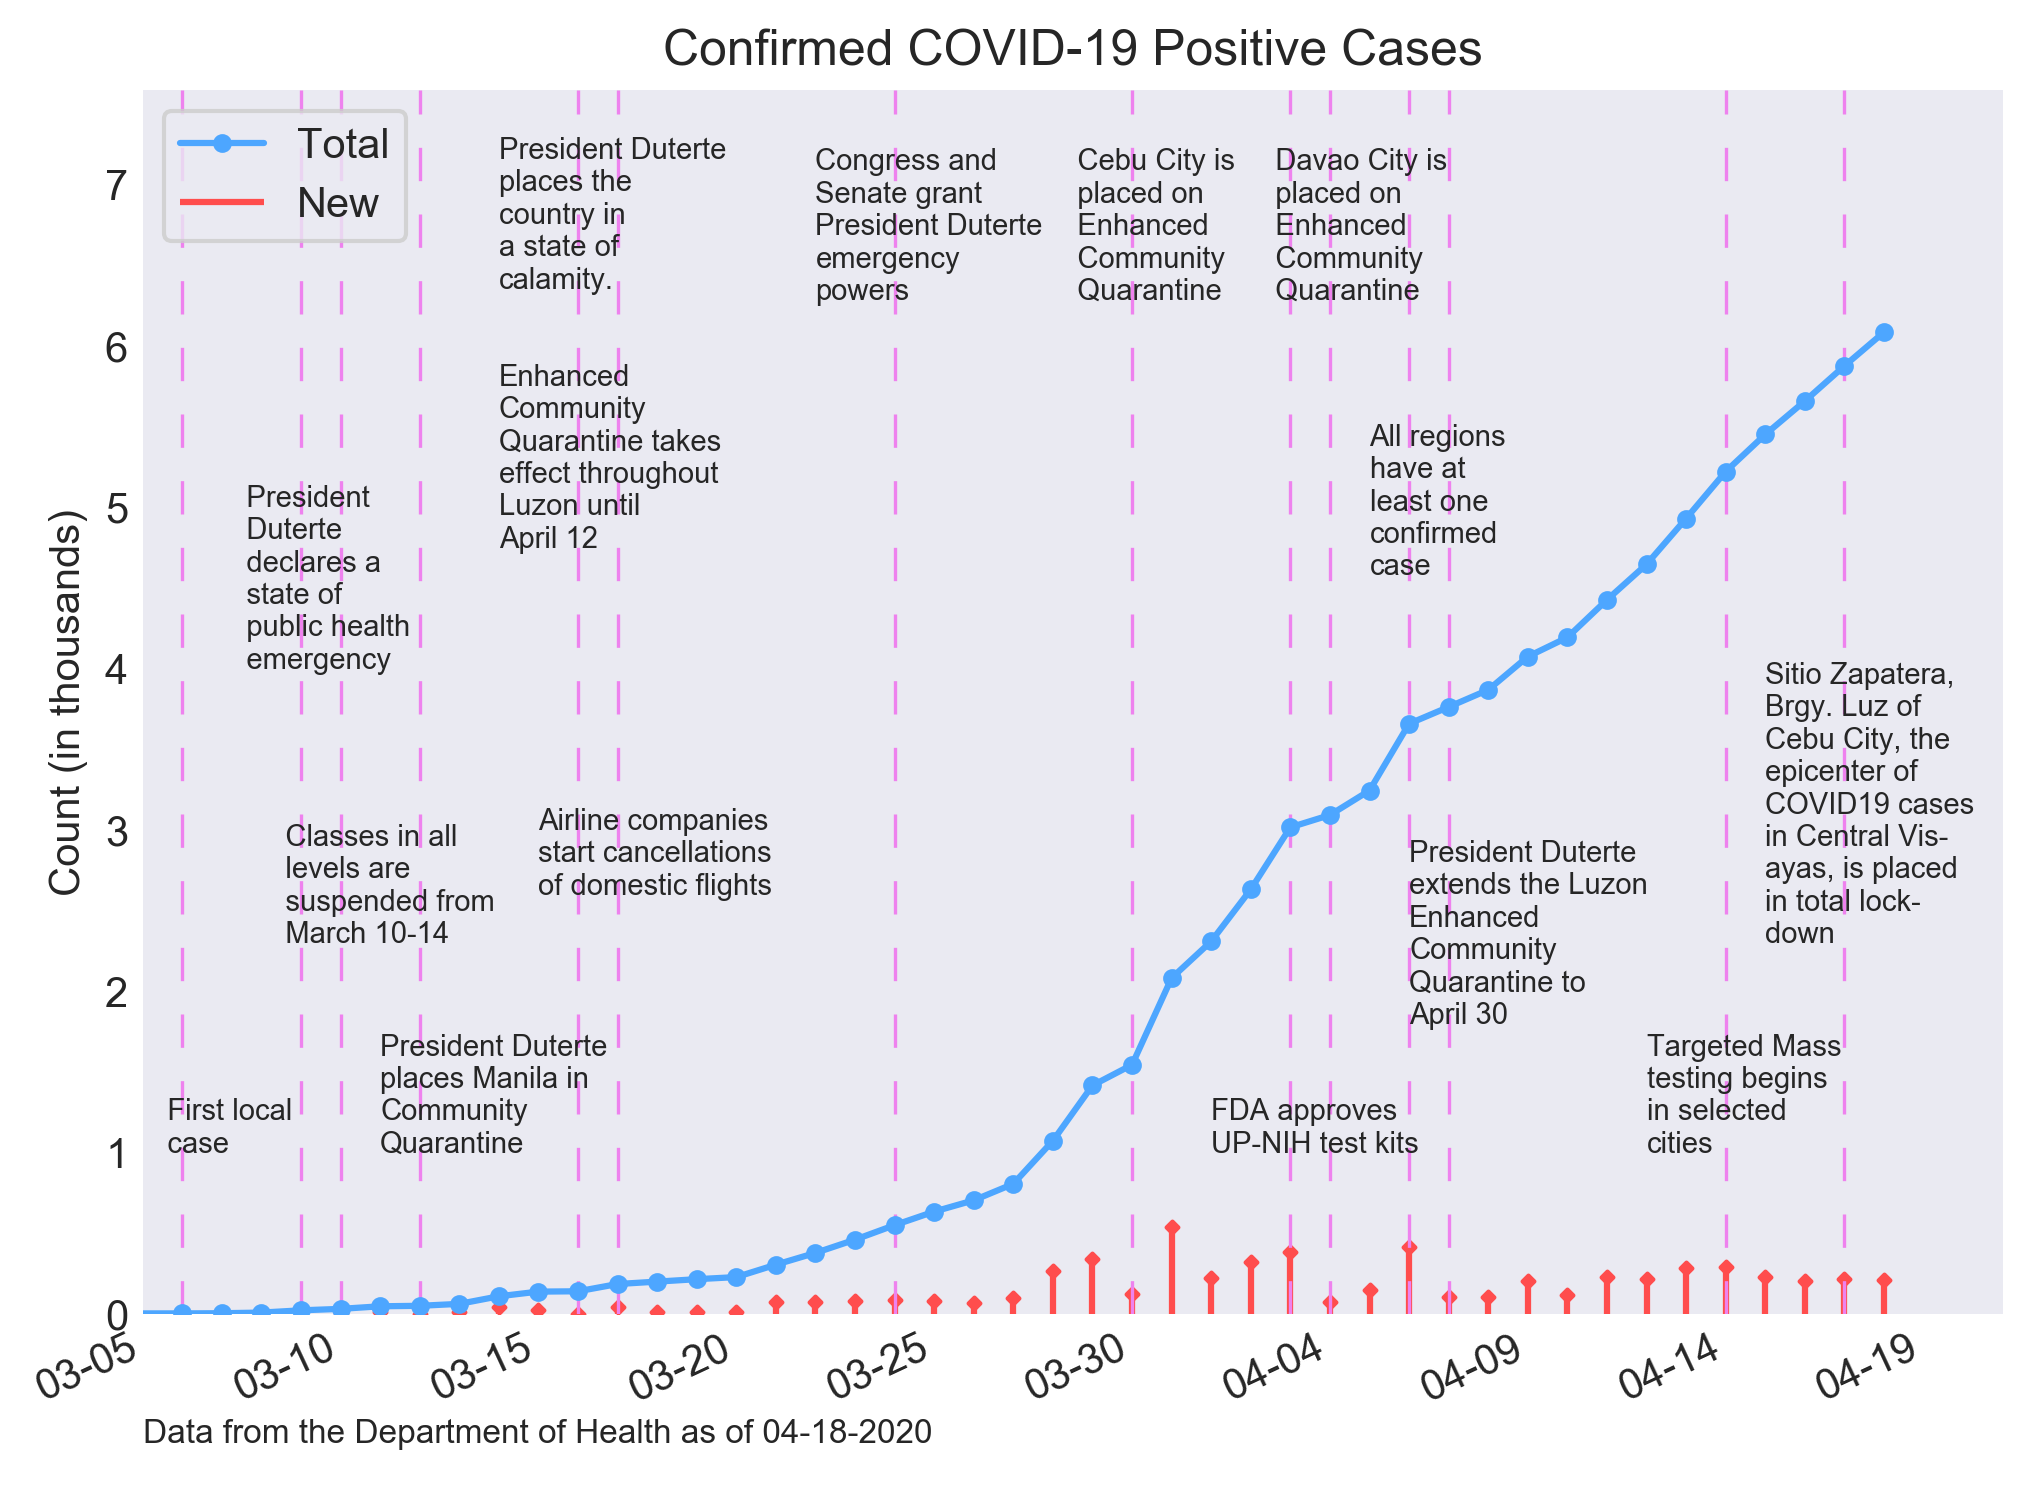 Confirmed COVID-19 Positive Cases
Total
New
President Duterte
places the
country in
a state of
calamity.
Congress and
Senate grant
President Duterte
emergency
powers
Cebu City is
placed on
Enhanced
Community
Quarantine
Davao City is
placed on
Enhanced
Community
Quarantine
Enhanced
Community
Quarantine takes
effect throughout
Luzon until
April 12
All regions
have at
least one
confirmed
case
President
Duterte
declares a
state of
public health
emergency
Sitio Zapatera,
Brgy. Luz of
Cebu City, the
epicenter of
COVID19 cases
in Central Vis-
ayas, is placed
in total lock-
down
Classes in all
levels are
suspended from
March 10-14
Airline companies
start cancellations
of domestic flights
President Duterte
extends the Luzon
Enhanced
Community
Quarantine to
April 30
First local
case
President Duterte
places Manila in
Community
Quarantine
FDA approves
UP-NIH test kits
Targeted Mass
testing begins
in selected
cities
Count (in thousands)
7
6
5
4
3
2
1
0
03-05
03-10
03-15
03-20
03-25
03-30
04-04
04-09
04-14
04-19
Data from the Department of Health as of 04-18-2020